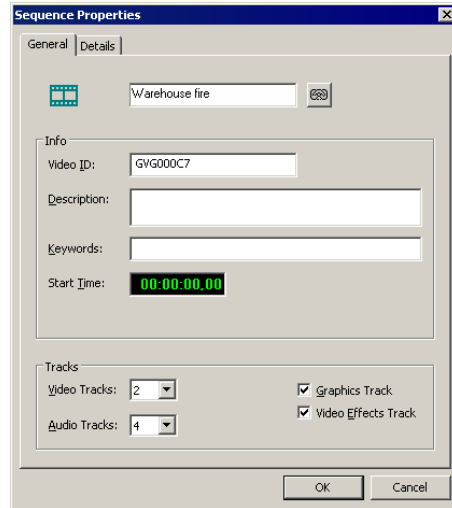 Sequence Properties
General Details
Warehouse fire
Info
Video ID: GVG000C7
Description:
Keywords:
Start Time: 00:00:00,00
Tracks
Video Tracks: 2 Graphics Track
Audio Tracks: 4 Video Effects Track
OK Cancel